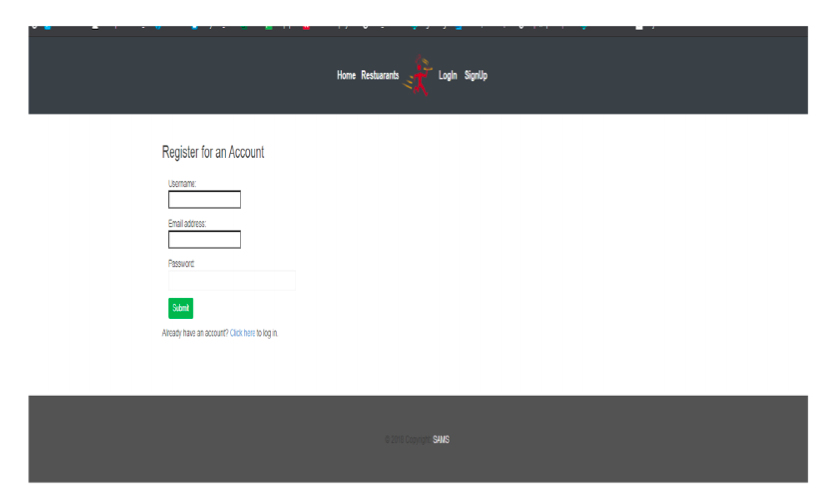 Home Restuarants LogIn SignUp
Register for an Account
Username:
Email address:
Password:
Submit
Already have an account? Click here to log in.
Copyright: SAMS